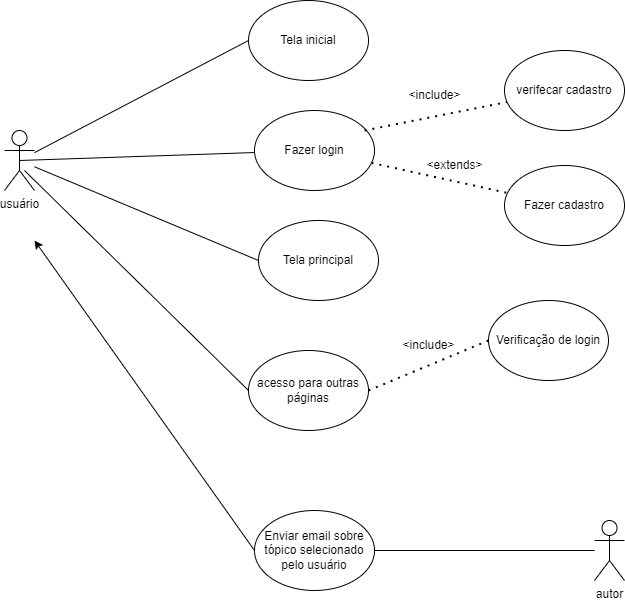 Tela inicial
<include>
verifecar cadastro
Fazer login
<extends>
usuário
Fazer cadastro
Tela principal
<include>
Verificação de login
acesso para outras
páginas
Enviar email sobre
tópico selecionado
pelo usuário
autor